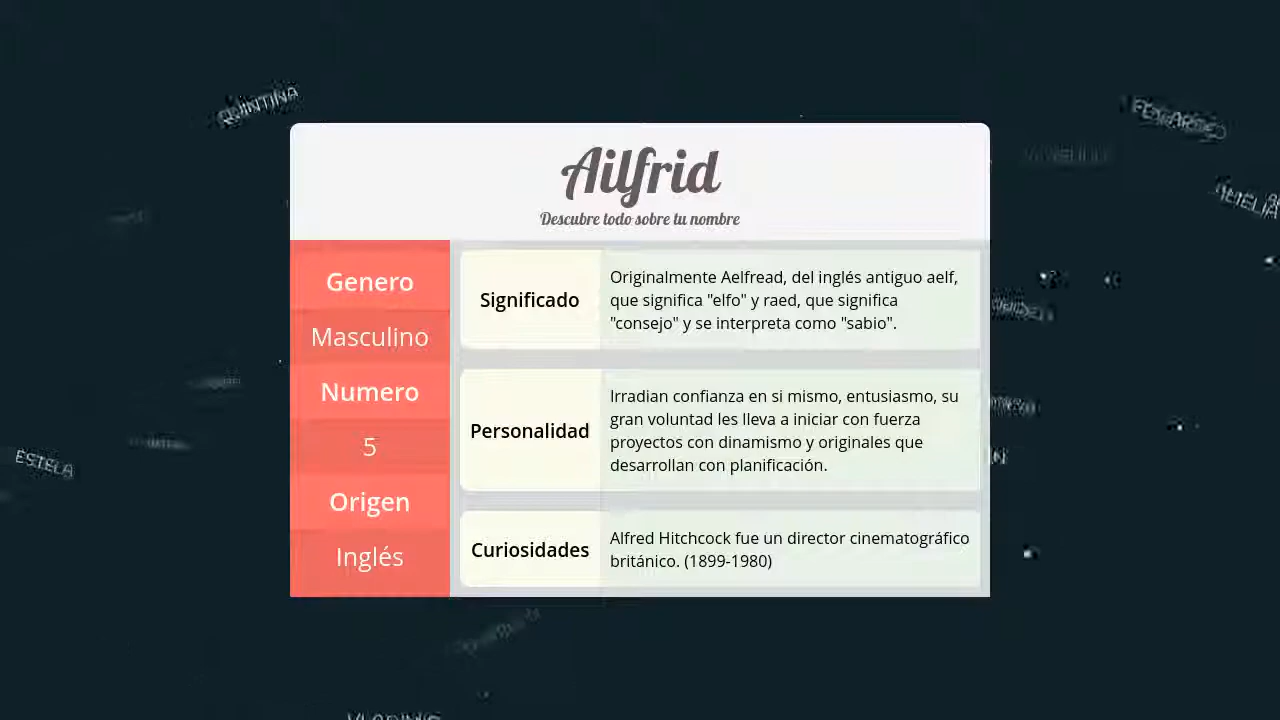 QUINTINA
Ailfrid
Descubre todo sobre tu nombre
Genero
Masculino
Numero
5
Origen
Inglés
Significado
Originalmente Aelfread, del inglés antiguo aelf,
que significa "elfo" y raed, que significa
"consejo" y se interpreta como "sabio".
Personalidad
Irradian confianza en si mismo, entusiasmo, su
gran voluntad les lleva a iniciar con fuerza
proyectos con dinamismo y originales que
desarrollan con planificación.
Curiosidades
Alfred Hitchcock fue un director cinematográfico
británico. (1899-1980)
ESTELA